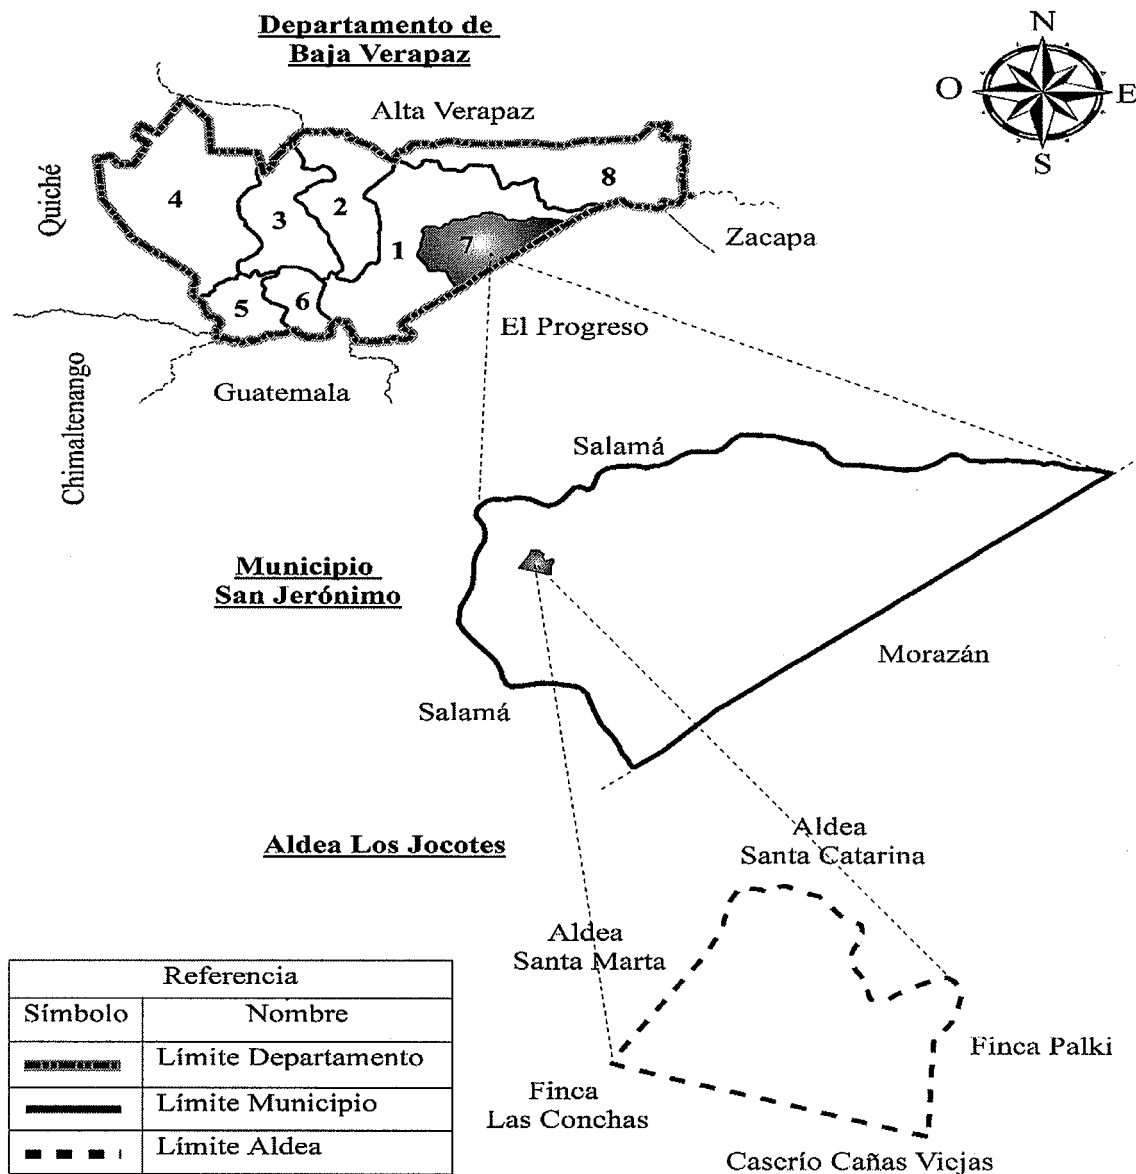 Departamento de
Baja Verapaz
N
O
E
S
Alta Verapaz
Quiché
4
3
2
1
7
8
5
6
Zacapa
El Progreso
Guatemala
Chimaltenango
Salamá
Municipio
San Jerónimo
Morazán
Salamá
Aldea Los Jocotes
Aldea
Santa Catarina
Aldea
Santa Marta
Finca Palki
Finca
Las Conchas
Caserío Cañas Viejas
Referencia
Símbolo Nombre
Límite Departamento
Límite Municipio
Límite Aldea